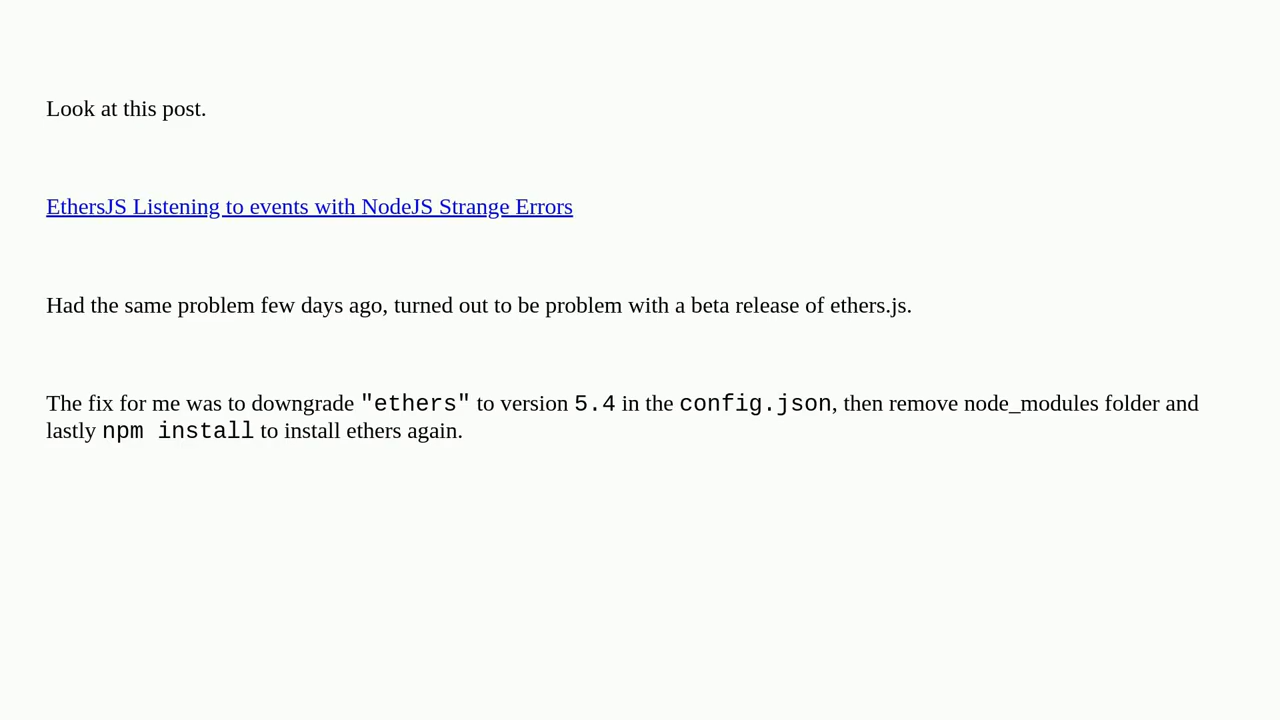 Look at this post.
EthersJS Listening to events with NodeJS Strange Errors
Had the same problem few days ago, turned out to be problem with a beta release of ethers.js.
The fix for me was to downgrade "ethers" to version 5.4 in the config.json, then remove node_modules folder and
lastly npm install to install ethers again.